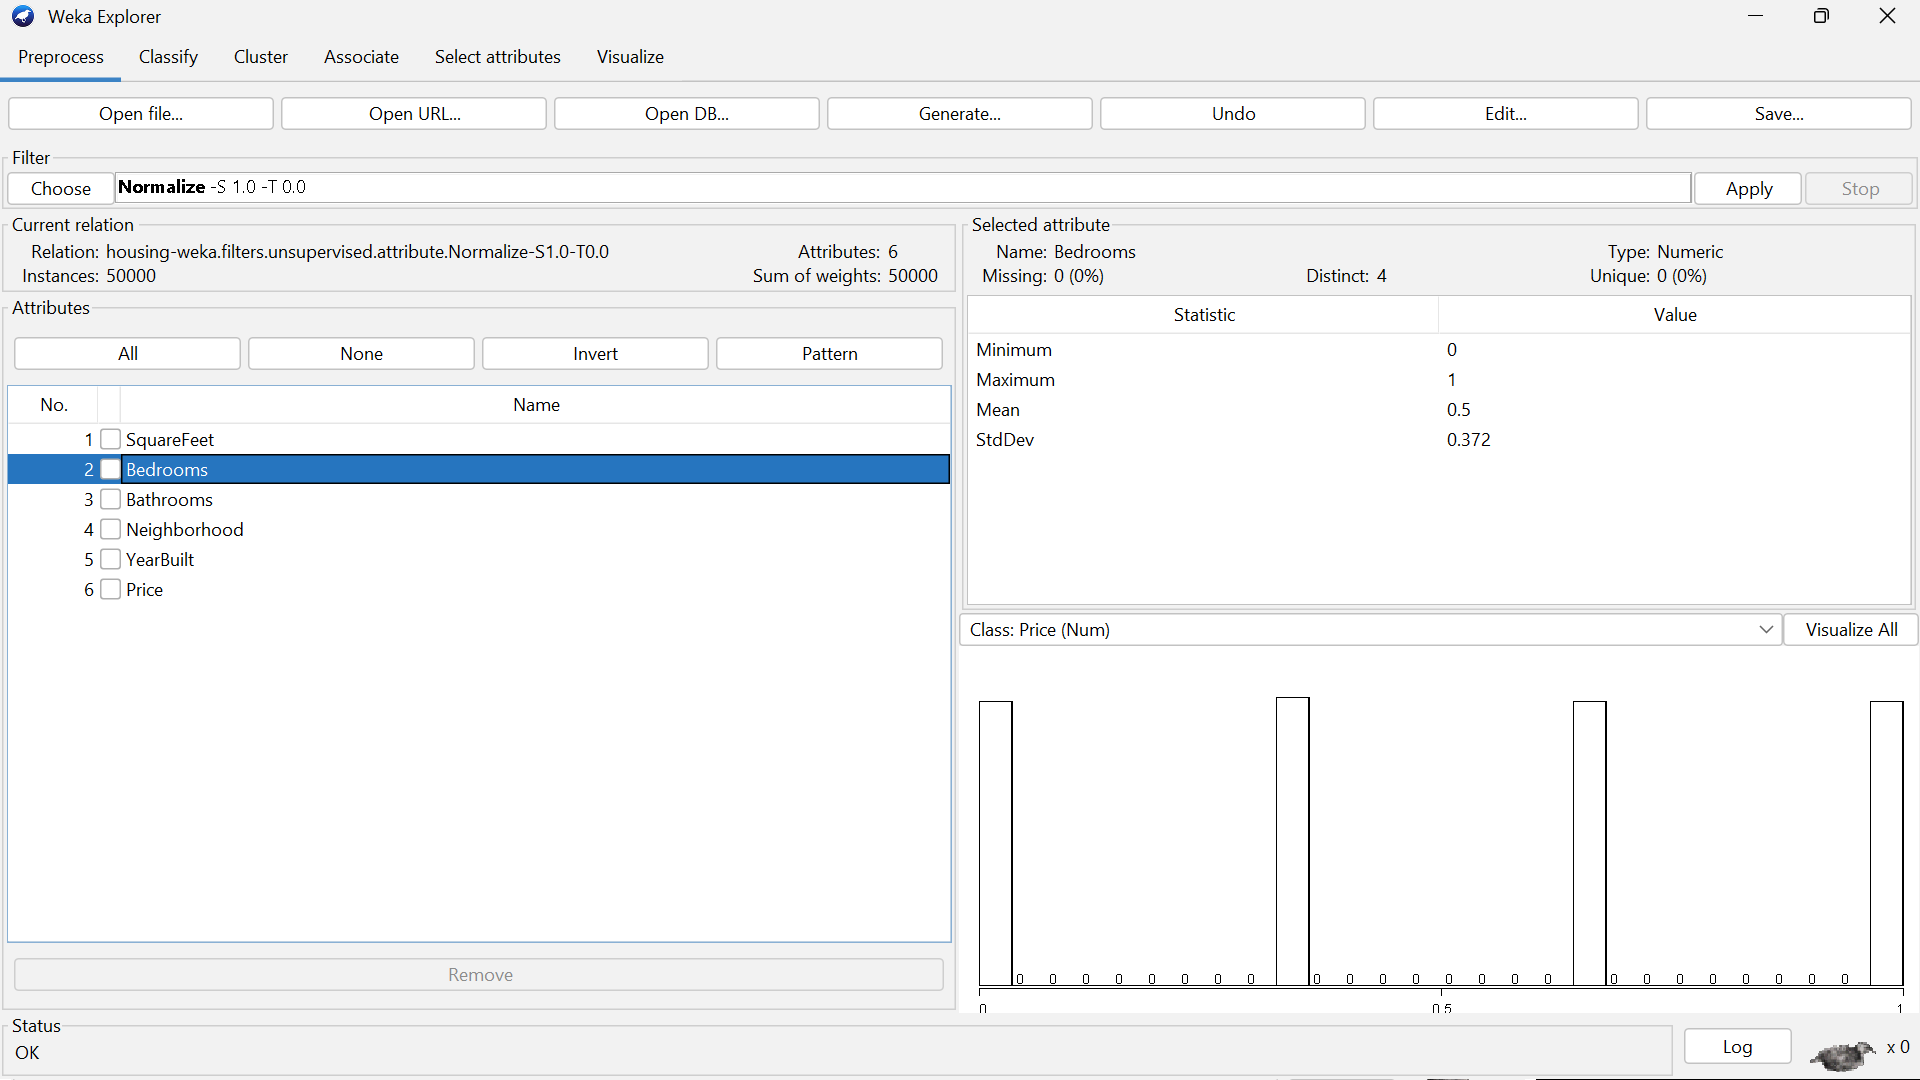 Weka Explorer
Preprocess Classify Cluster Associate Select attributes Visualize
Open file... Open URL... Open DB... Generate... Undo Edit... Save...
Filter
Choose Normalize -S 1.0 -T 0.0 Apply Stop
Current relation
Relation: housing-weka.filters.unsupervised.attribute.Normalize-S1.0-T0.0 Attributes: 6
Instances: 50000 Sum of weights: 50000
Attributes
All None Invert Pattern
No. Name
1 SquareFeet
2 Bedrooms
3 Bathrooms
4 Neighborhood
5 YearBuilt
6 Price
Remove
Selected attribute
Name: Bedrooms Type: Numeric
Missing: 0 (0%) Distinct: 4 Unique: 0 (0%)
Statistic Value
Minimum 0
Maximum 1
Mean 0.5
StdDev 0.372
Class: Price (Num) Visualize All
0 0 0 0 0 0 0 0 0 0 0 0 0 0 0 0 0 0 0 0 0 0 0 0
0 0.5 1
Status
OK
Log x 0